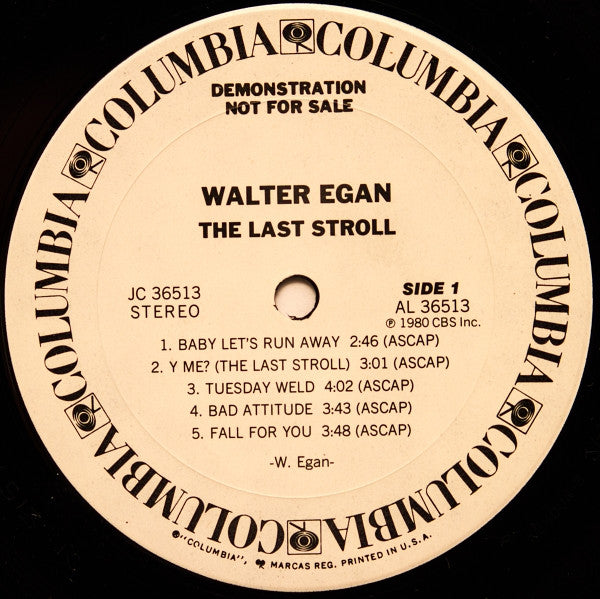 COLUMBIA COLUMBIA COLUMBIA COLUMBIA COLUMBIA COLUMBIA COLUMBIA COLUMBIA
DEMONSTRATION
NOT FOR SALE
WALTER EGAN
THE LAST STROLL
JC 36513
STEREO
SIDE 1
AL 36513
℗ 1980 CBS Inc.
1. BABY LET'S RUN AWAY 2:46 (ASCAP)
2. Y ME? (THE LAST STROLL) 3:01 (ASCAP)
3. TUESDAY WELD 4:02 (ASCAP)
4. BAD ATTITUDE 3:43 (ASCAP)
5. FALL FOR YOU 3:48 (ASCAP)
-W. Egan-
®"COLUMBIA", MARCAS REG. PRINTED IN U.S.A.